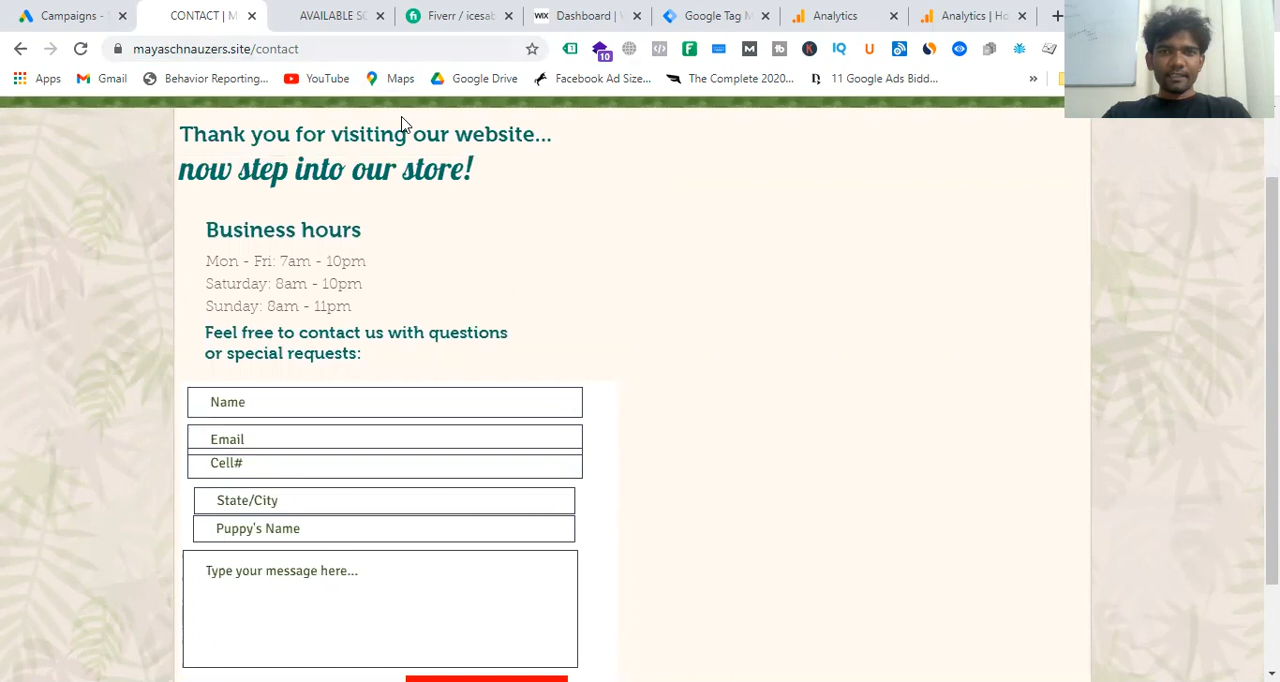 Campaigns -
CONTACT | M
AVAILABLE SC
Fiverr / icesab
WIX Dashboard |
Google Tag M
Analytics
Analytics | Ho
mayaschnauzers.site/contact
10
IQ
Apps
Gmail
Behavior Reporting...
YouTube
Maps
Google Drive
Facebook Ad Size...
The Complete 2020...
11 Google Ads Bidd...
Thank you for visiting our website...
now step into our store!
Business hours
Mon - Fri: 7am - 10pm
Saturday: 8am - 10pm
Sunday: 8am - 11pm
Feel free to contact us with questions
or special requests:
Name
Email
Cell#
State/City
Puppy's Name
Type your message here...